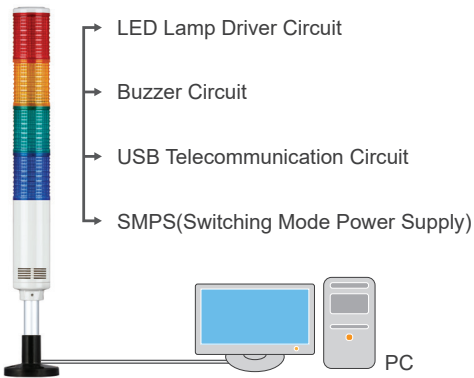 LED Lamp Driver Circuit
Buzzer Circuit
USB Telecommunication Circuit
SMPS(Switching Mode Power Supply)
PC